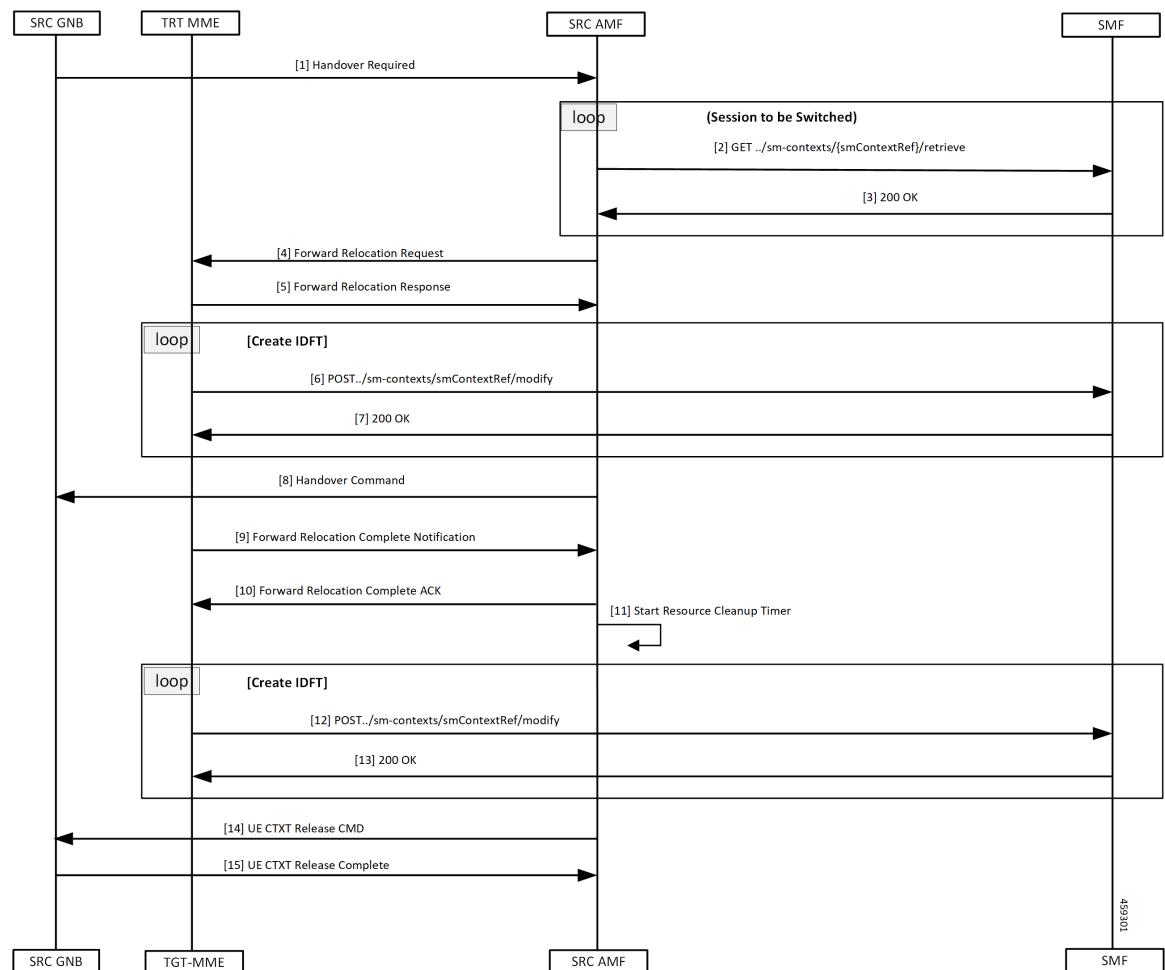 SRC GNB
TRT MME
SRC AMF
SMF
[1] Handover Required
loop
(Session to be Switched)
[2] GET ../sm-contexts/{smContextRef}/retrieve
[3] 200 OK
[4] Forward Relocation Request
[5] Forward Relocation Response
loop
[Create IDFT]
[6] POST../sm-contexts/smContextRef/modify
[7] 200 OK
[8] Handover Command
[9] Forward Relocation Complete Notification
[10] Forward Relocation Complete ACK
[11] Start Resource Cleanup Timer
loop
[Create IDFT]
[12] POST../sm-contexts/smContextRef/modify
[13] 200 OK
[14] UE CTXT Release CMD
[15] UE CTXT Release Complete
459301
SRC GNB
TGT-MME
SRC AMF
SMF